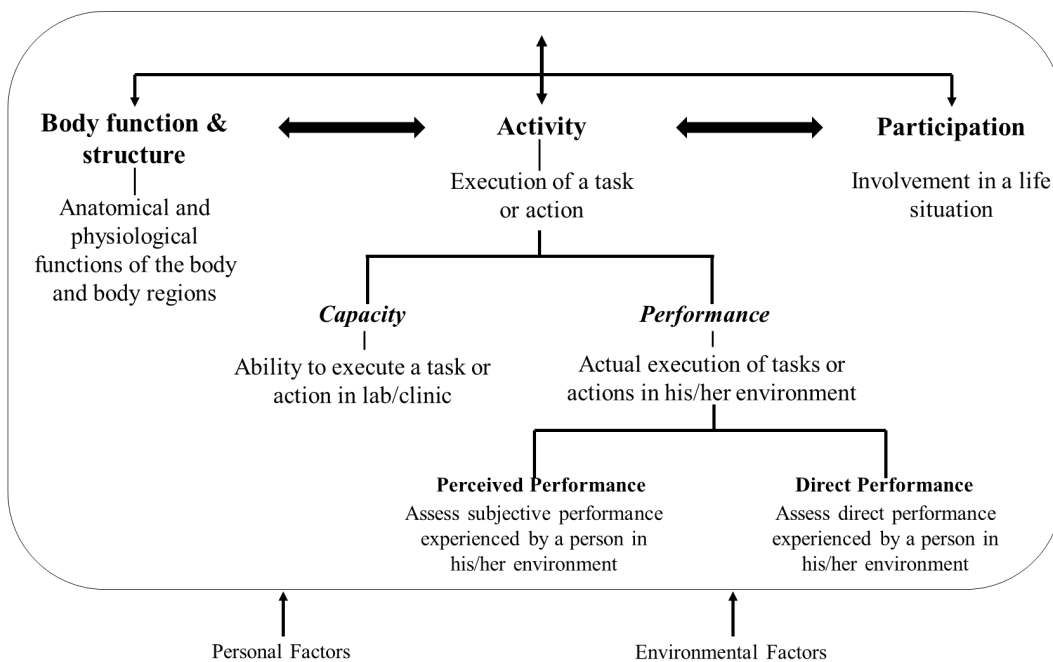 Body function &
structure
Activity
Participation
Anatomical and
physiological
functions of the body
and body regions
Execution of a task
or action
Involvement in a life
situation
Capacity
Performance
Ability to execute a task or
action in lab/clinic
Actual execution of tasks or
actions in his/her environment
Perceived Performance
Assess subjective performance
experienced by a person in
his/her environment
Direct Performance
Assess direct performance
experienced by a person in
his/her environment
Personal Factors
Environmental Factors